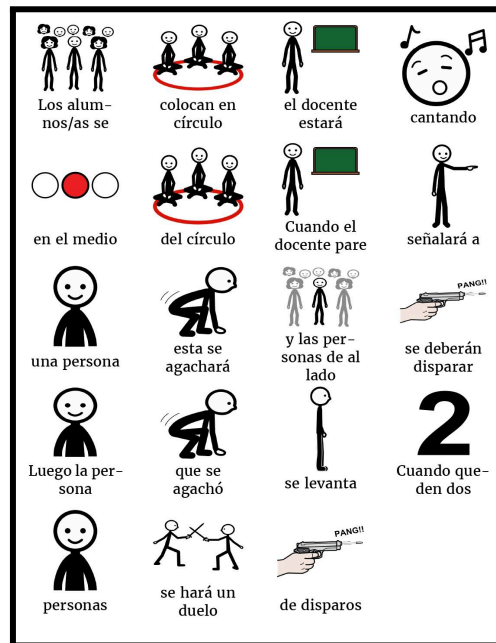 Los alum-
nos/as se
colocan en
círculo
el docente
estará
cantando
en el medio
del círculo
Cuando el
docente pare
señalará a
una persona
esta se
agachará
y las per-
sonas de al
lado
PANG!!
se deberán
disparar
Luego la per-
sona
que se
agachó
se levanta
2
Cuando que-
den dos
personas
se hará un
duelo
PANG!!
de disparos